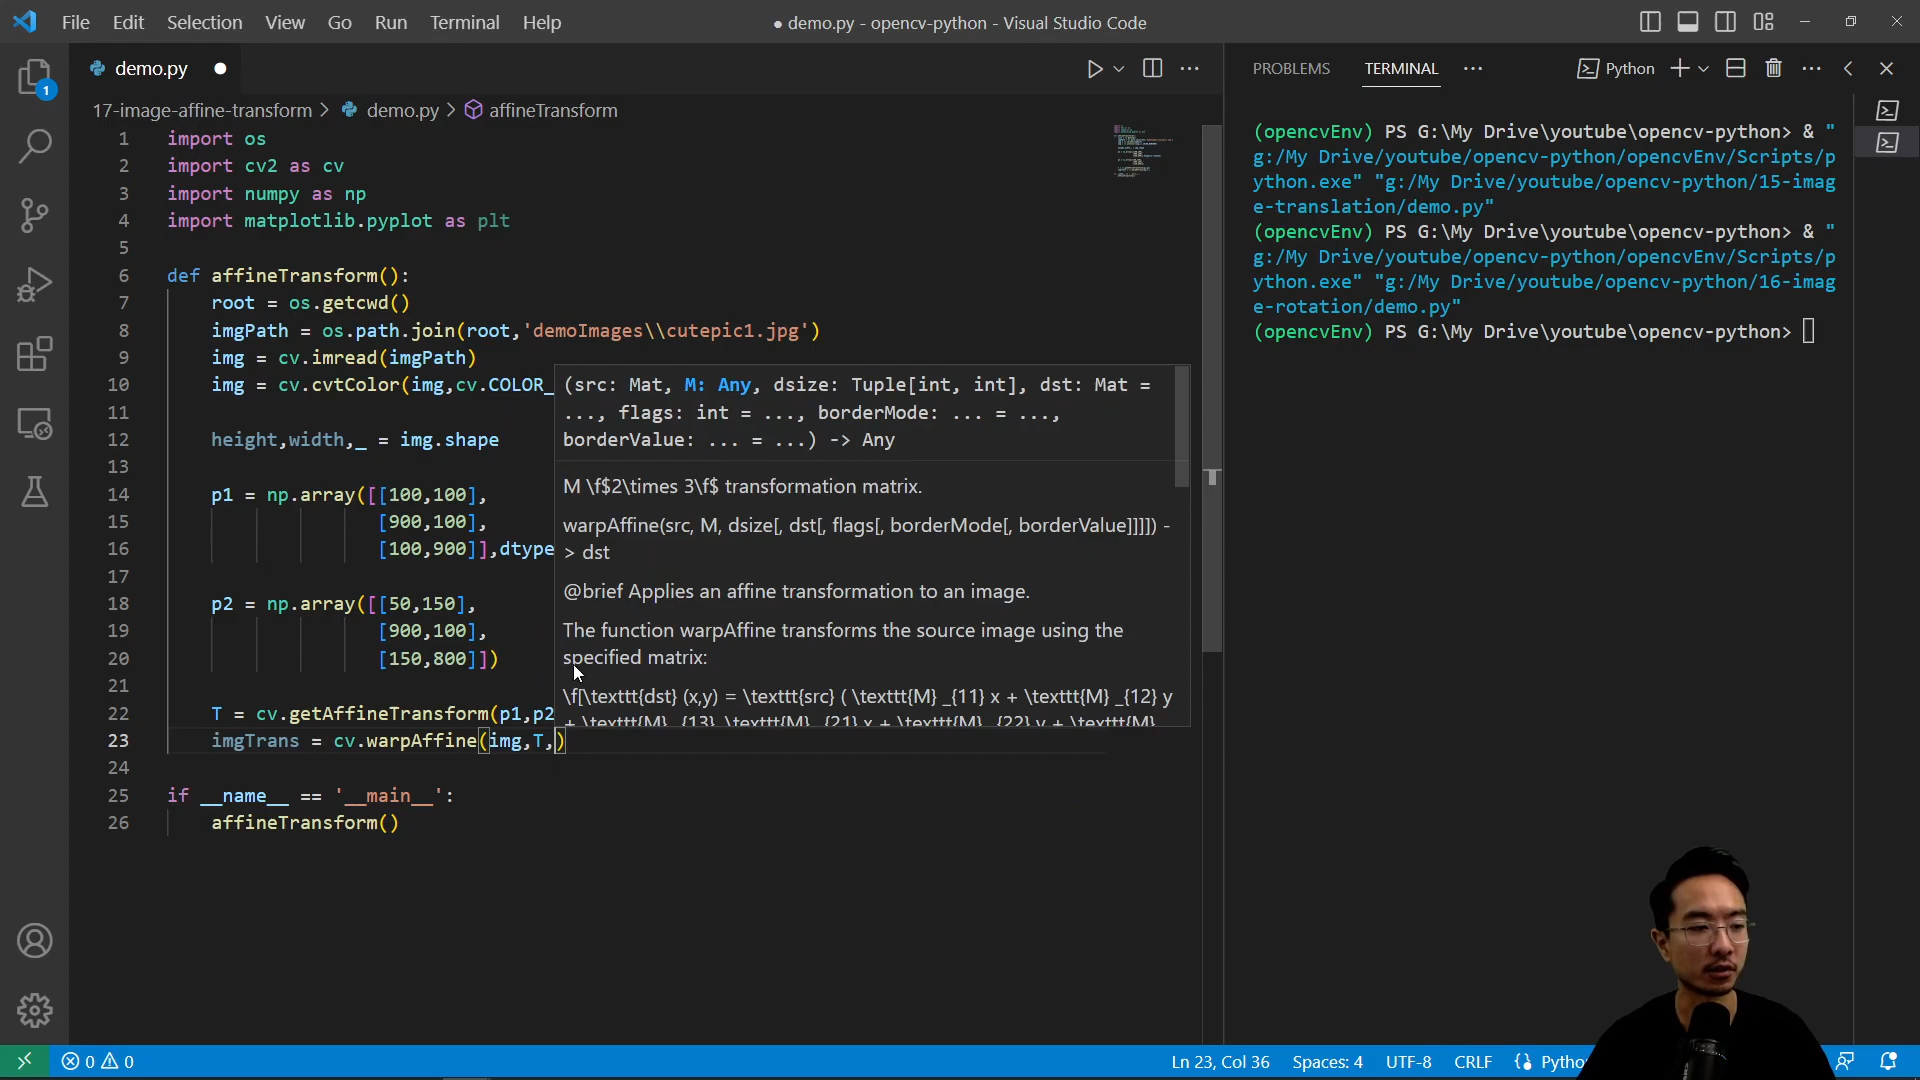 File Edit Selection View Go Run Terminal Help
● demo.py - opencv-python - Visual Studio Code
demo.py ●
PROBLEMS TERMINAL ··· Python
17-image-affine-transform > demo.py > affineTransform
1 import os
2 import cv2 as cv
3 import numpy as np
4 import matplotlib.pyplot as plt
5
6 def affineTransform():
7 root = os.getcwd()
8 imgPath = os.path.join(root,'demoImages\\cutepic1.jpg')
9 img = cv.imread(imgPath)
10 img = cv.cvtColor(img,cv.COLOR_
11
12 height,width,_ = img.shape
13
14 p1 = np.array([[100,100],
15 [900,100],
16 [100,900]],dtype
17
18 p2 = np.array([[50,150],
19 [900,100],
20 [150,800]])
21
22 T = cv.getAffineTransform(p1,p2
23 imgTrans = cv.warpAffine(img,T,)
24
25 if __name__ == '__main__':
26 affineTransform()
(src: Mat, M: Any, dsize: Tuple[int, int], dst: Mat =
..., flags: int = ..., borderMode: ... = ...,
borderValue: ... = ...) -> Any
M \f$2\times 3\f$ transformation matrix.
warpAffine(src, M, dsize[, dst[, flags[, borderMode[, borderValue]]]]) -
> dst
@brief Applies an affine transformation to an image.
The function warpAffine transforms the source image using the
specified matrix:
\f[\texttt{dst} (x,y) = \texttt{src} ( \texttt{M} _{11} x + \texttt{M} _{12} y
+ \texttt{M} _{13}, \texttt{M} _{21} x + \texttt{M} _{22} y + \texttt{M}
(opencvEnv) PS G:\My Drive\youtube\opencv-python> & "
g:/My Drive/youtube/opencv-python/opencvEnv/Scripts/p
ython.exe" "g:/My Drive/youtube/opencv-python/15-imag
e-translation/demo.py"
(opencvEnv) PS G:\My Drive\youtube\opencv-python> & "
g:/My Drive/youtube/opencv-python/opencvEnv/Scripts/p
ython.exe" "g:/My Drive/youtube/opencv-python/16-imag
e-rotation/demo.py"
(opencvEnv) PS G:\My Drive\youtube\opencv-python>
1
0 0
Ln 23, Col 36 Spaces: 4 UTF-8 CRLF